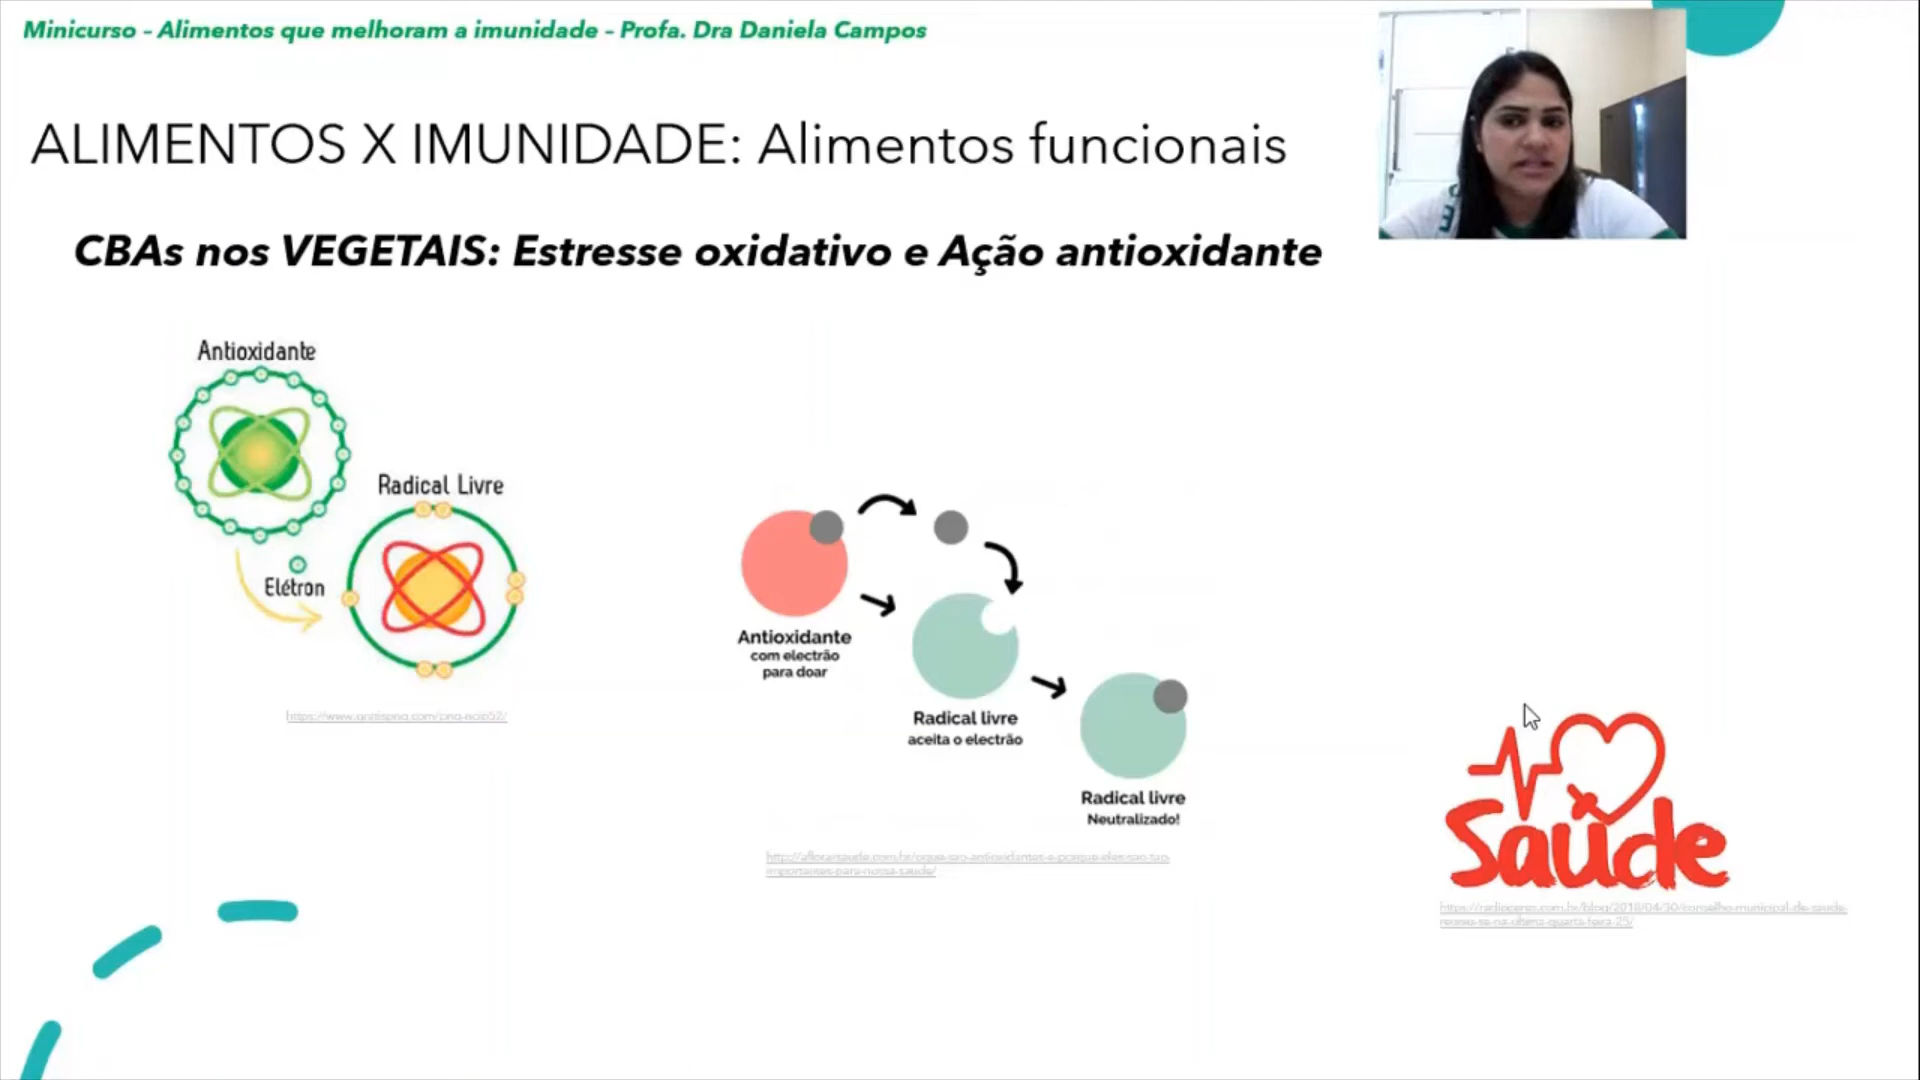 Minicurso - Alimentos que melhoram a imunidade - Profa. Dra Daniela Campos
ALIMENTOS X IMUNIDADE: Alimentos funcionais
CBAs nos VEGETAIS: Estresse oxidativo e Ação antioxidante
Antioxidante
Radical Livre
Elétron
Antioxidante
com electrão
para doar
Radical livre
aceita o electrão
Radical livre
Neutralizado!
Saúde